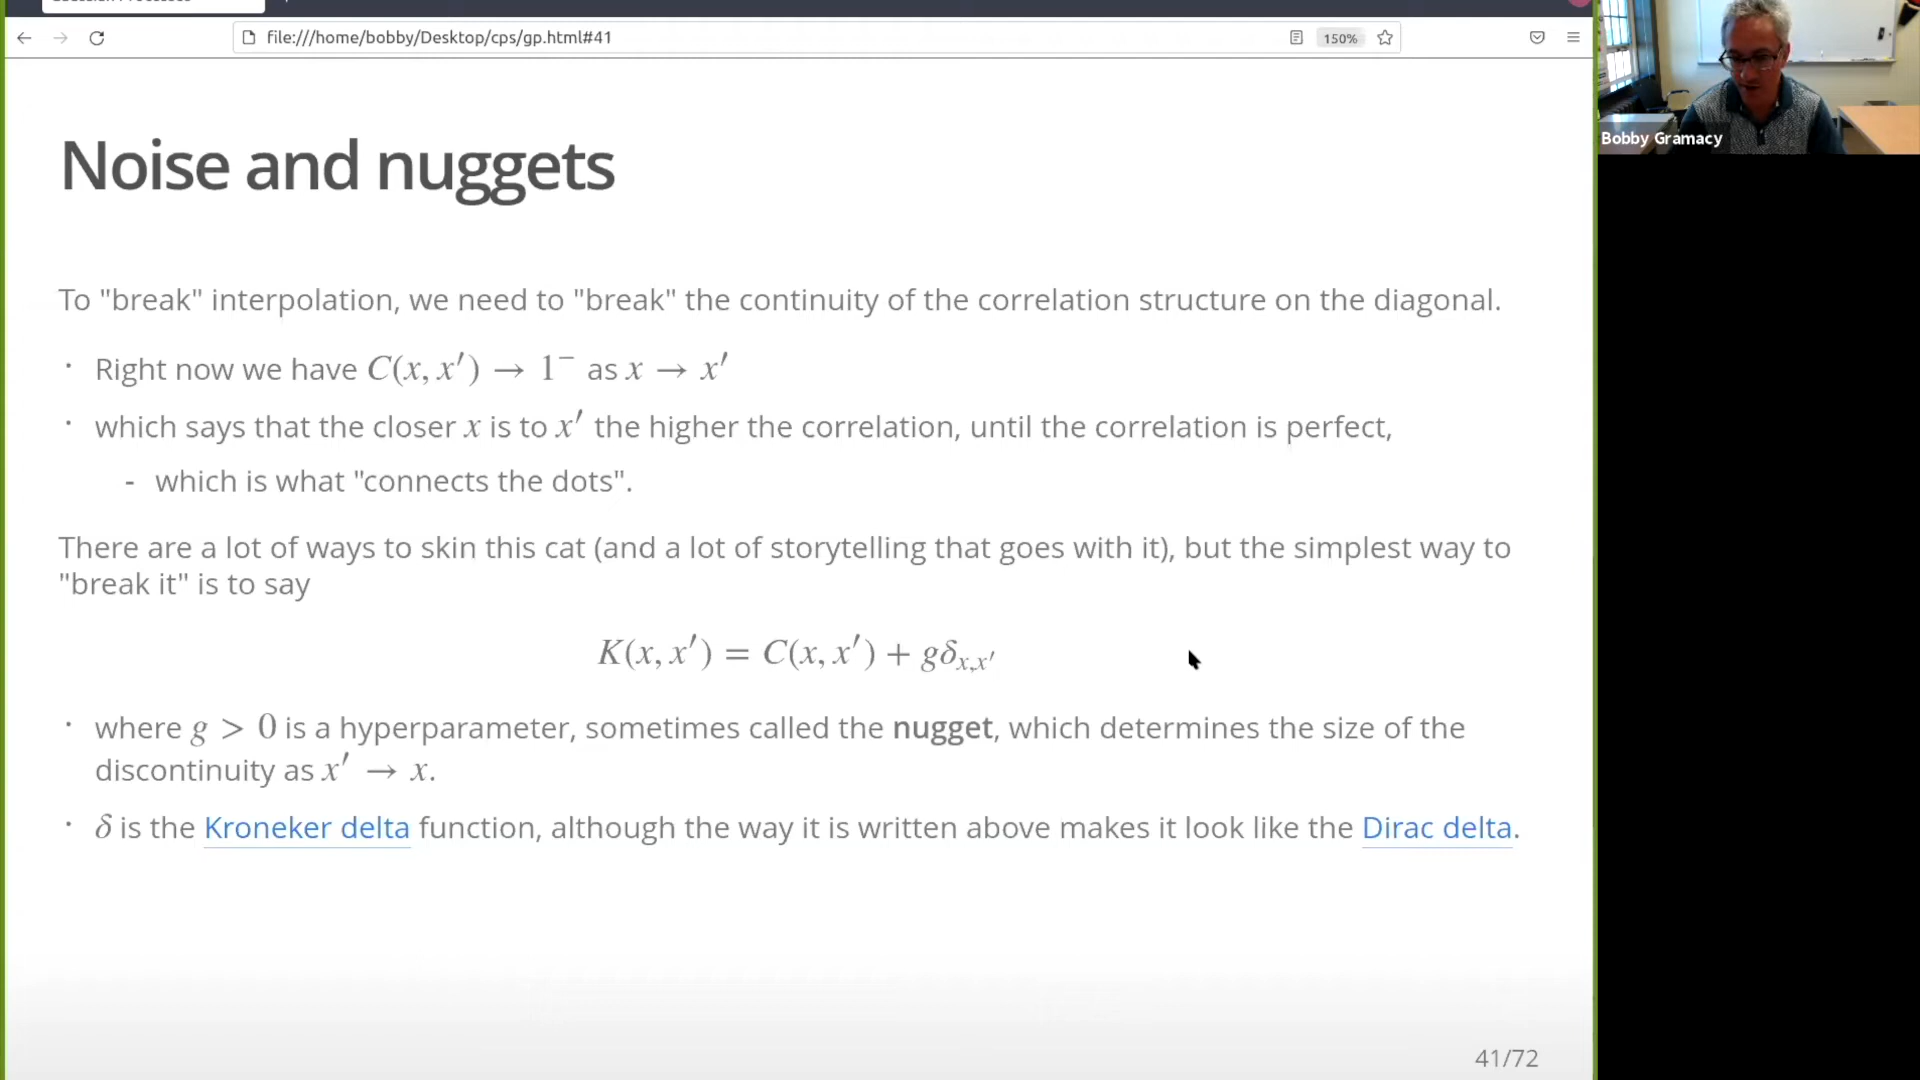 file:///home/bobby/Desktop/cps/gp.html#41
150%
Bobby Gramacy
Noise and nuggets
To "break" interpolation, we need to "break" the continuity of the correlation structure on the diagonal.
· Right now we have C(x, x′) → 1⁻ as x → x′
· which says that the closer x is to x′ the higher the correlation, until the correlation is perfect,
- which is what "connects the dots".
There are a lot of ways to skin this cat (and a lot of storytelling that goes with it), but the simplest way to
"break it" is to say
K(x, x′) = C(x, x′) + gδ_{x,x′}
· where g > 0 is a hyperparameter, sometimes called the nugget, which determines the size of the
discontinuity as x′ → x.
· δ is the Kroneker delta function, although the way it is written above makes it look like the Dirac delta.
41/72